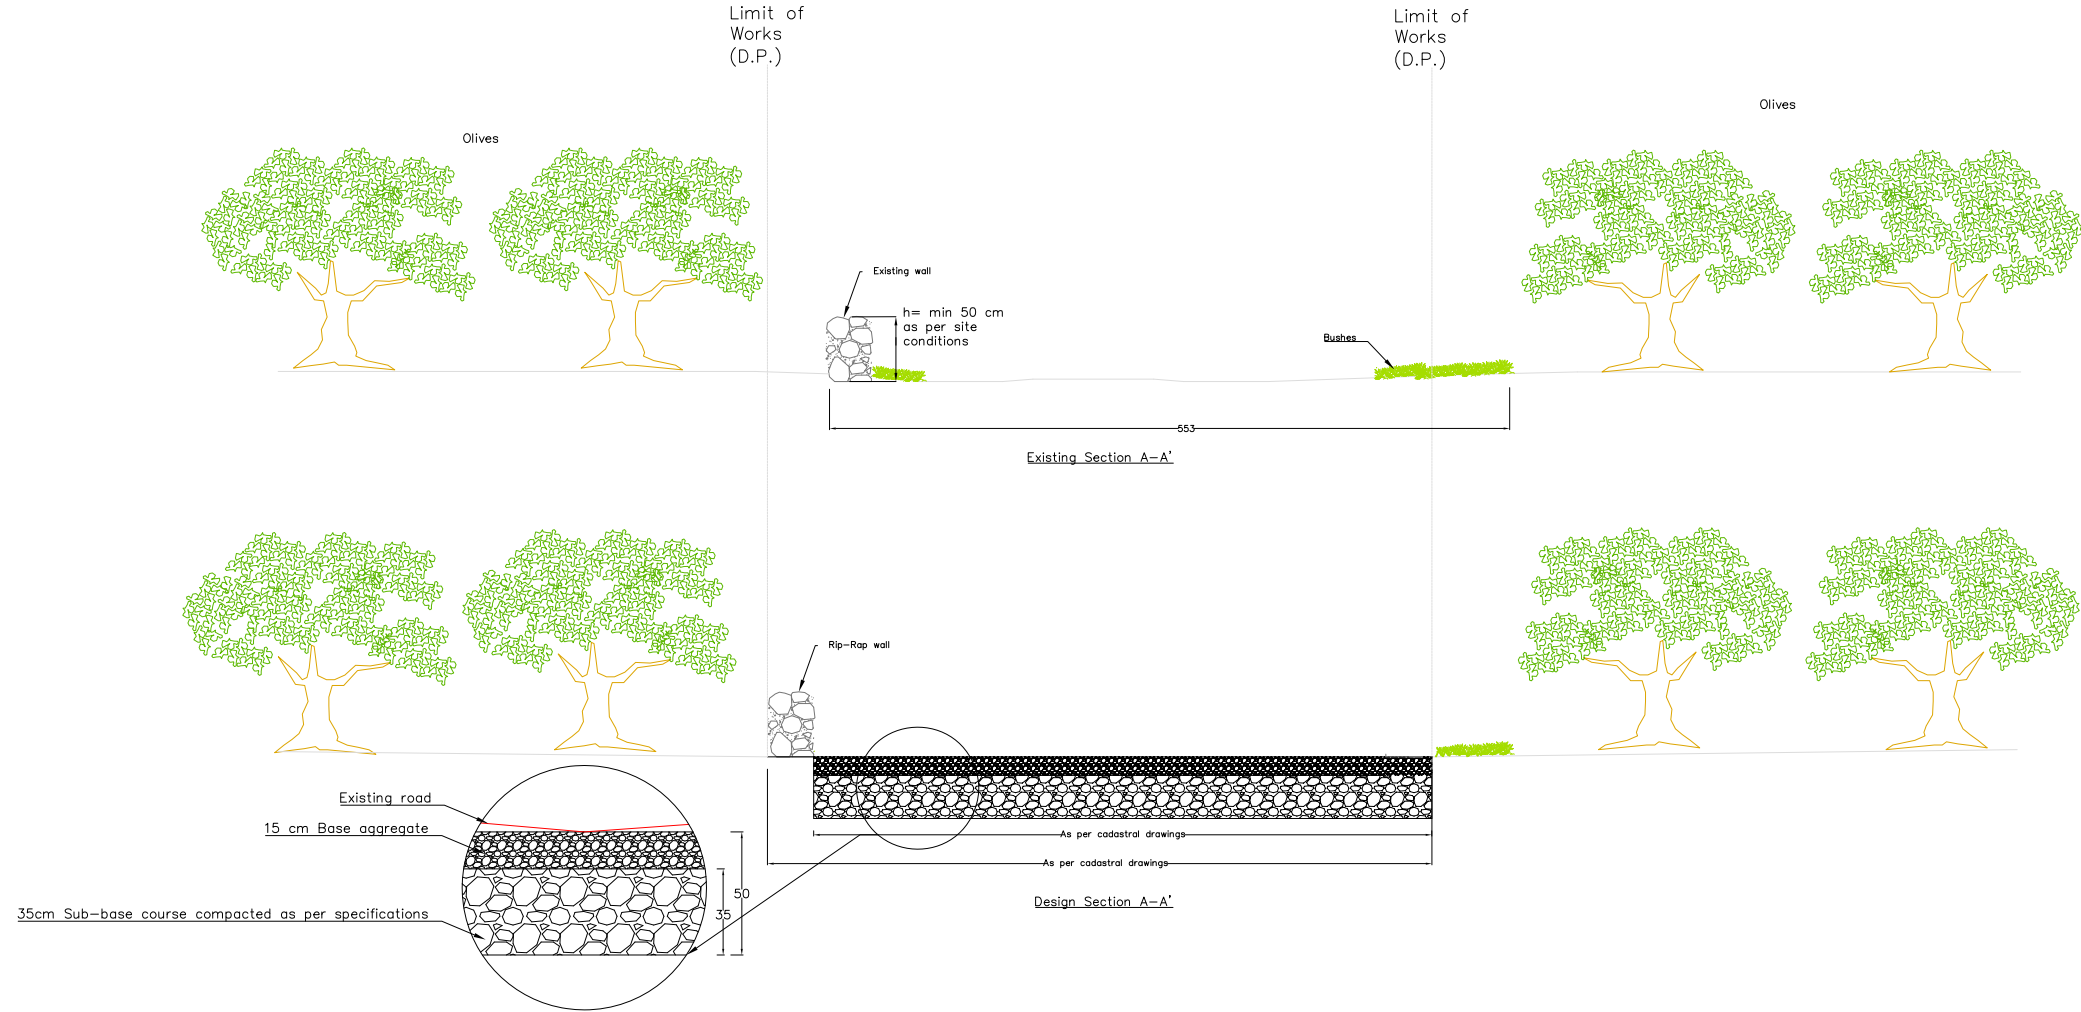 Limit of
Works
(D.P.)
Limit of
Works
(D.P.)
Olives
Olives
Existing wall
h= min 50 cm
as per site
conditions
Bushes
553
Existing Section A-A'
Rip-Rap wall
Existing road
15 cm Base aggregate
35cm Sub-base course compacted as per specifications
50
35
As per cadastral drawings
As per cadastral drawings
Design Section A-A'